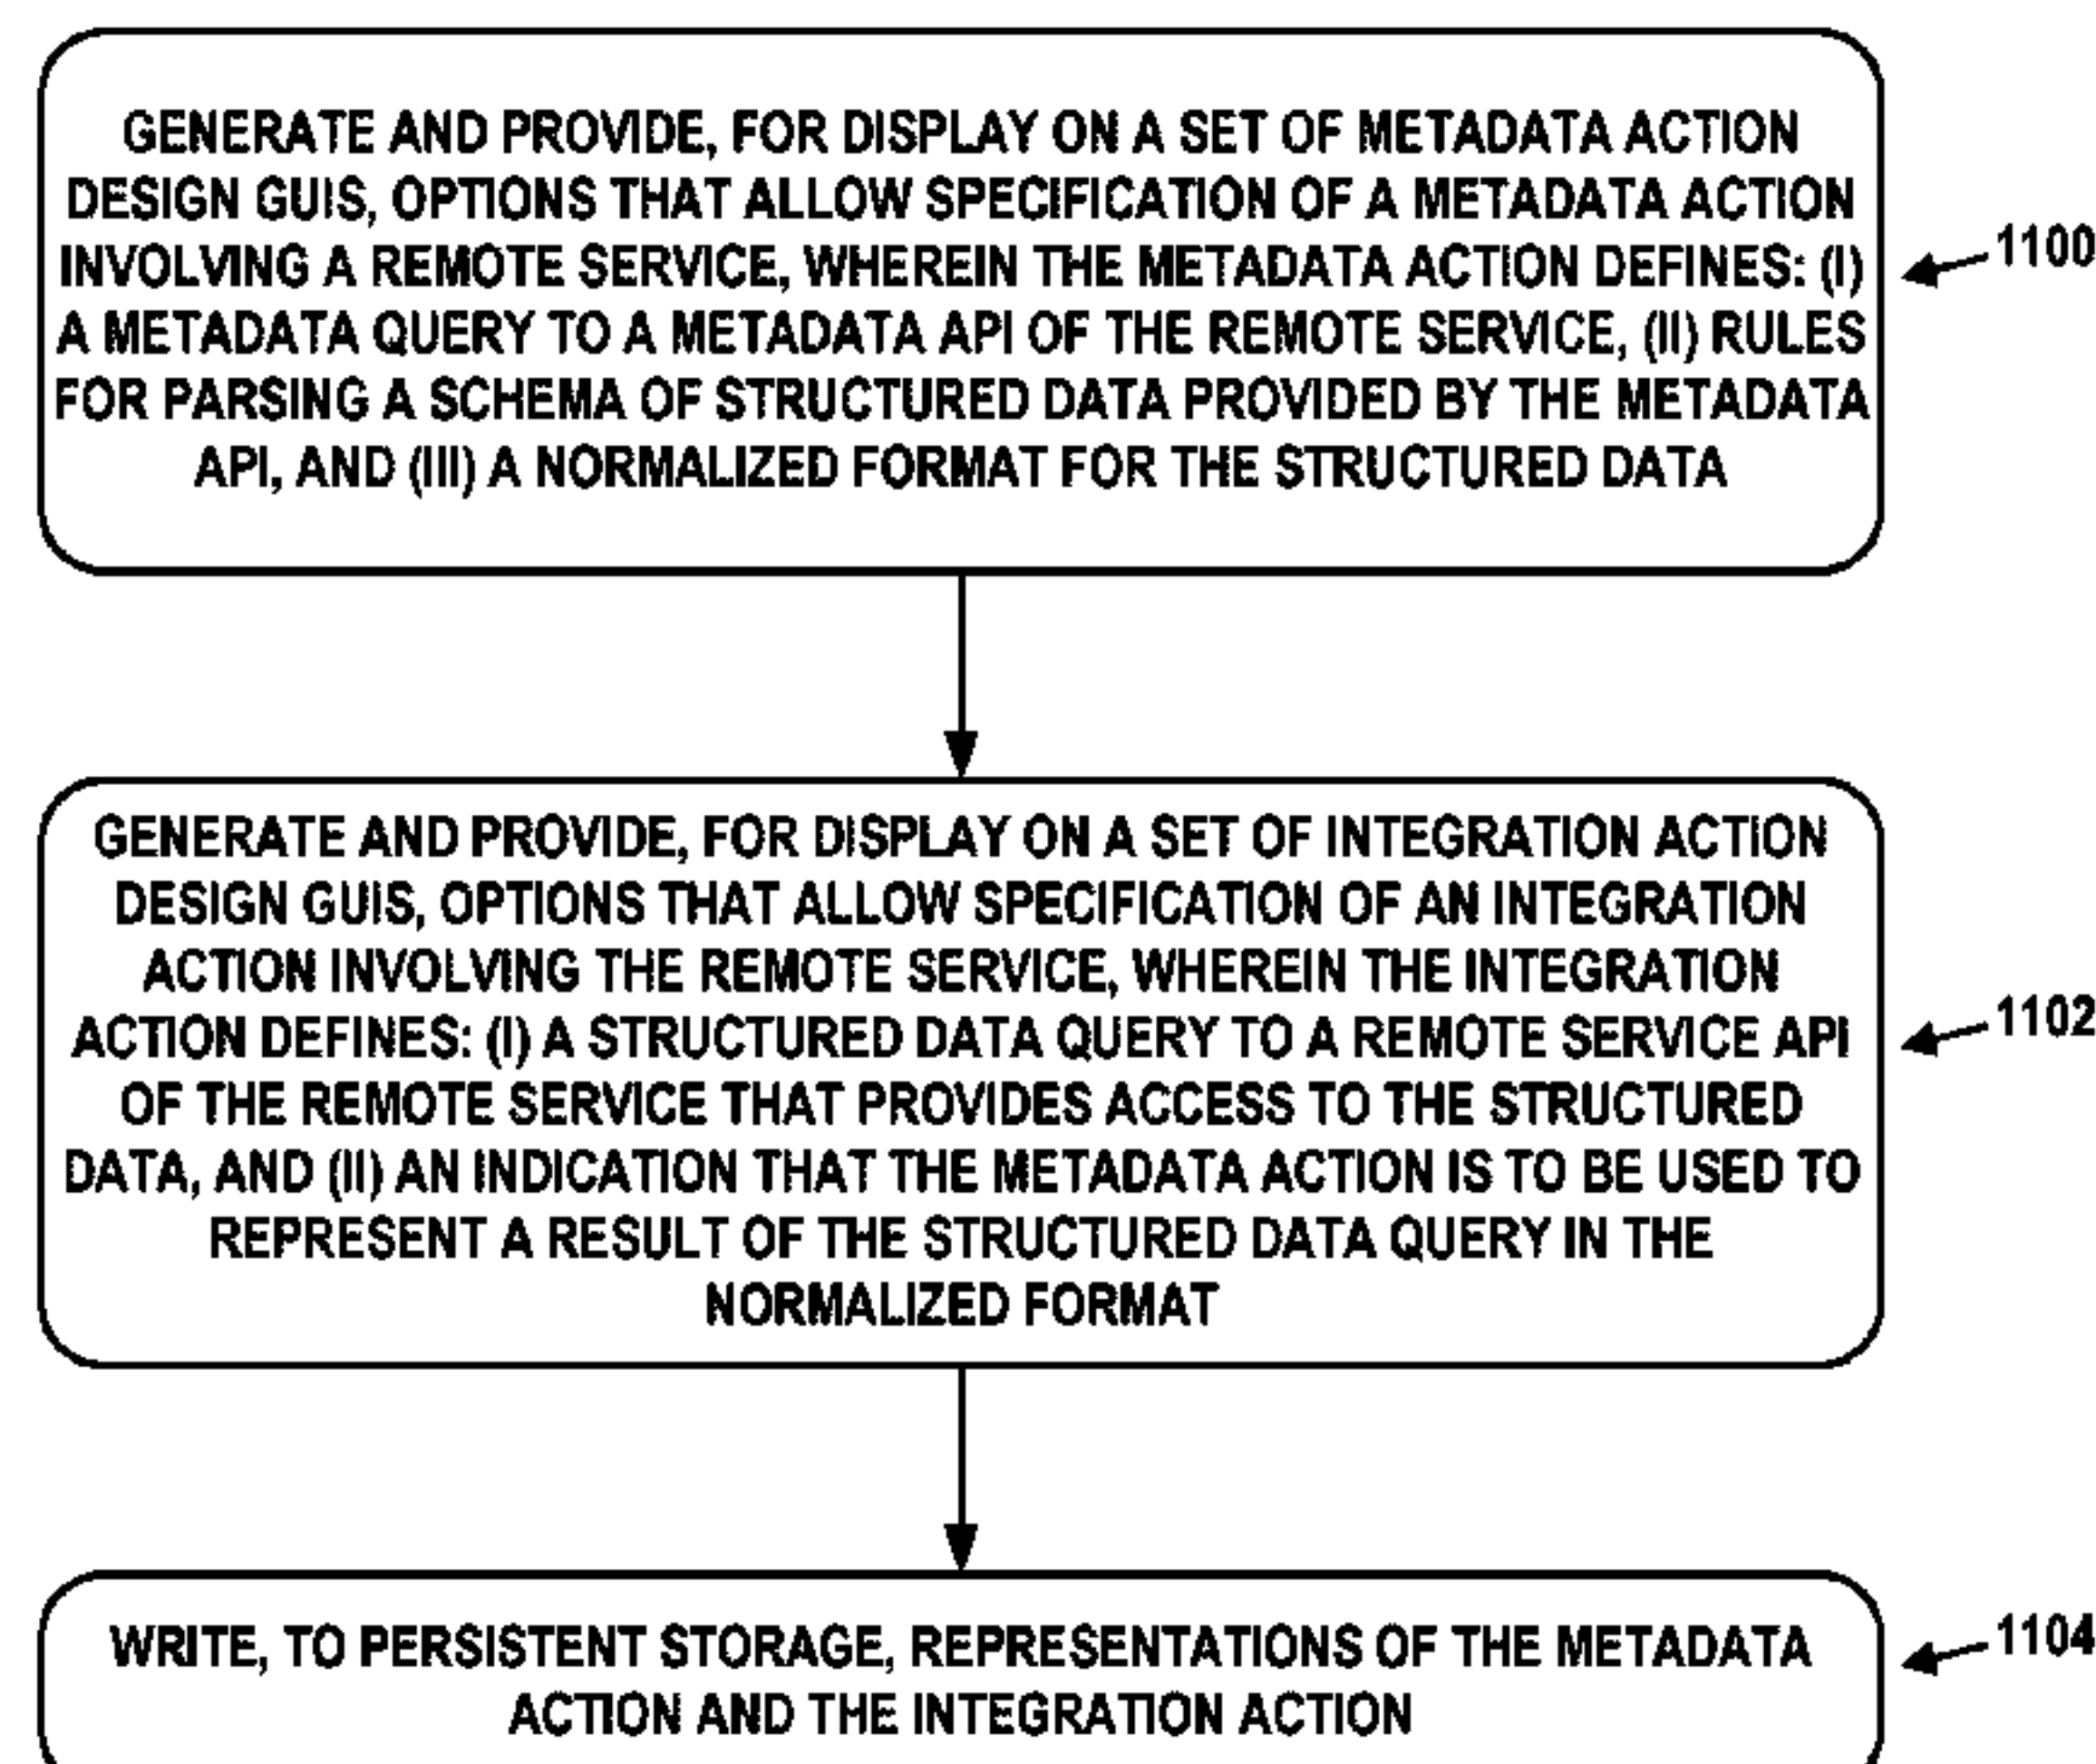 GENERATE AND PROVIDE, FOR DISPLAY ON A SET OF METADATA ACTION
DESIGN GUIS, OPTIONS THAT ALLOW SPECIFICATION OF A METADATA ACTION
INVOLVING A REMOTE SERVICE, WHEREIN THE METADATA ACTION DEFINES: (I)
A METADATA QUERY TO A METADATA API OF THE REMOTE SERVICE, (II) RULES
FOR PARSING A SCHEMA OF STRUCTURED DATA PROVIDED BY THE METADATA
API, AND (III) A NORMALIZED FORMAT FOR THE STRUCTURED DATA
1100
GENERATE AND PROVIDE, FOR DISPLAY ON A SET OF INTEGRATION ACTION
DESIGN GUIS, OPTIONS THAT ALLOW SPECIFICATION OF AN INTEGRATION
ACTION INVOLVING THE REMOTE SERVICE, WHEREIN THE INTEGRATION
ACTION DEFINES: (I) A STRUCTURED DATA QUERY TO A REMOTE SERVICE API
OF THE REMOTE SERVICE THAT PROVIDES ACCESS TO THE STRUCTURED
DATA, AND (II) AN INDICATION THAT THE METADATA ACTION IS TO BE USED TO
REPRESENT A RESULT OF THE STRUCTURED DATA QUERY IN THE
NORMALIZED FORMAT
1102
WRITE, TO PERSISTENT STORAGE, REPRESENTATIONS OF THE METADATA
ACTION AND THE INTEGRATION ACTION
1104